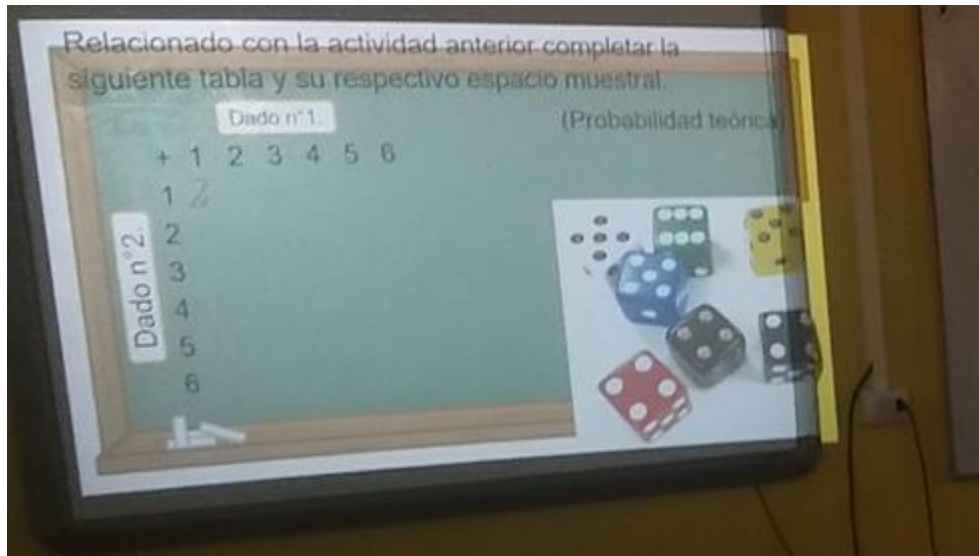 Relacionado con la actividad anterior completar la
siguiente tabla y su respectivo espacio muestral.
Dado n°1.
(Probabilidad teórica)
+ 1 2 3 4 5 6
1 2
Dado n°2.
2
3
4
5
6